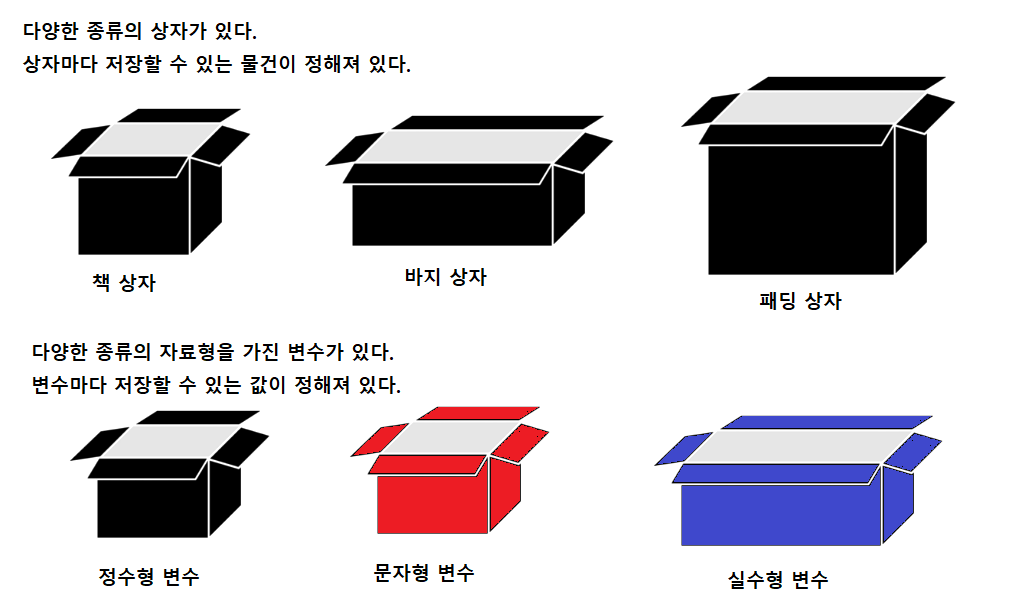 다양한 종류의 상자가 있다.
상자마다 저장할 수 있는 물건이 정해져 있다.
책 상자
바지 상자
패딩 상자
다양한 종류의 자료형을 가진 변수가 있다.
변수마다 저장할 수 있는 값이 정해져 있다.
정수형 변수
문자형 변수
실수형 변수